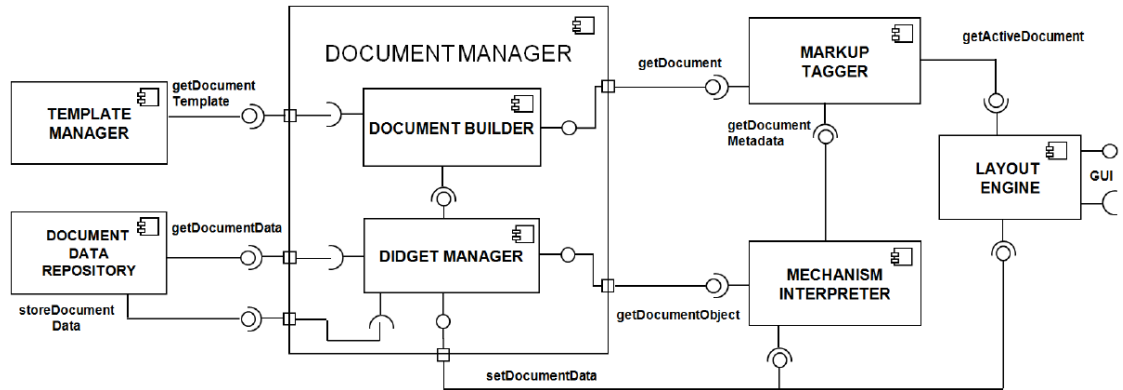 DOCUMENT MANAGER
MARKUP
TAGGER
getActiveDocument
getDocument
getDocument
Template
TEMPLATE
MANAGER
DOCUMENT BUILDER
getDocument
Metadata
LAYOUT
ENGINE
GUI
DOCUMENT
DATA
REPOSITORY
getDocumentData
DIDGET MANAGER
MECHANISM
INTERPRETER
storeDocument
Data
getDocumentObject
setDocumentData